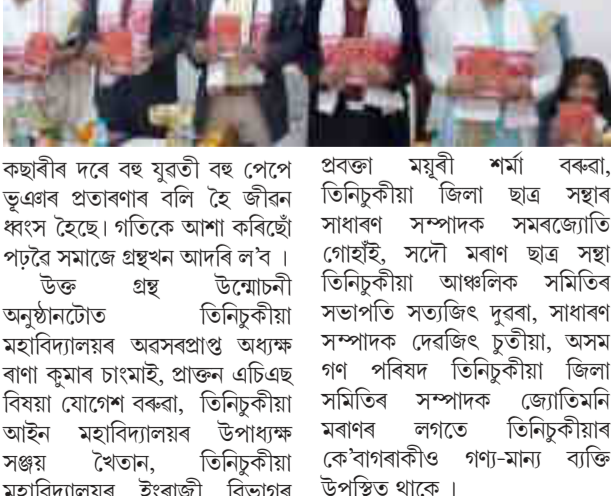 কছাৰীৰ দৰে বহু যুৱতী বহু পেপে
ভূঞাৰ প্ৰতাৰণাৰ বলি হৈ জীৱন
ধ্বংস হৈছে। গতিকে আশা কৰিছোঁ
পঢ়ুৱৈ সমাজে গ্ৰন্থখন আদৰি ল'ব ।
উক্ত গ্ৰন্থ উন্মোচনী
অনুষ্ঠানটোত তিনিচুকীয়া
মহাবিদ্যালয়ৰ অৱসৰপ্ৰাপ্ত অধ্যক্ষ
ৰাণা কুমাৰ চাংমাই, প্ৰাক্তন এচিএছ
বিষয়া যোগেশ বৰুৱা, তিনিচুকীয়া
আইন মহাবিদ্যালয়ৰ উপাধ্যক্ষ
সঞ্জয় খৈতান, তিনিচুকীয়া
মহাবিদ্যালয়ৰ ইংৰাজী বিভাগৰ
প্ৰবক্তা ময়ূৰী শৰ্মা বৰুৱা,
তিনিচুকীয়া জিলা ছাত্ৰ সন্থাৰ
সাধাৰণ সম্পাদক সমৰজ্যোতি
গোহাঁই, সদৌ মৰাণ ছাত্ৰ সন্থা
তিনিচুকীয়া আঞ্চলিক সমিতিৰ
সভাপতি সত্যজিৎ দুৱৰা, সাধাৰণ
সম্পাদক দেৱজিৎ চুতীয়া, অসম
গণ পৰিষদ তিনিচুকীয়া জিলা
সমিতিৰ সম্পাদক জ্যোতিমনি
মৰাণৰ লগতে তিনিচুকীয়াৰ
কে'বাগৰাকীও গণ্য-মান্য ব্যক্তি
উপস্থিত থাকে ।